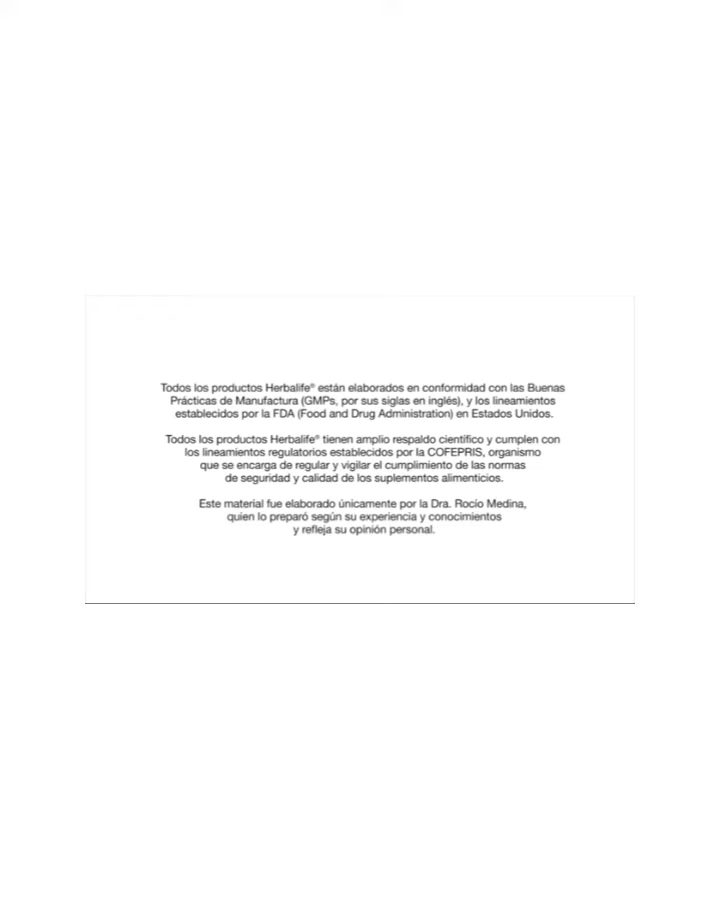 Todos los productos Herbalife® están elaborados en conformidad con las Buenas
Prácticas de Manufactura (GMPs, por sus siglas en inglés), y los lineamientos
establecidos por la FDA (Food and Drug Administration) en Estados Unidos.
Todos los productos Herbalife® tienen amplio respaldo científico y cumplen con
los lineamientos regulatorios establecidos por la COFEPRIS, organismo
que se encarga de regular y vigilar el cumplimiento de las normas
de seguridad y calidad de los suplementos alimenticios.
Este material fue elaborado únicamente por la Dra. Rocío Medina,
quien lo preparó según su experiencia y conocimientos
y refleja su opinión personal.